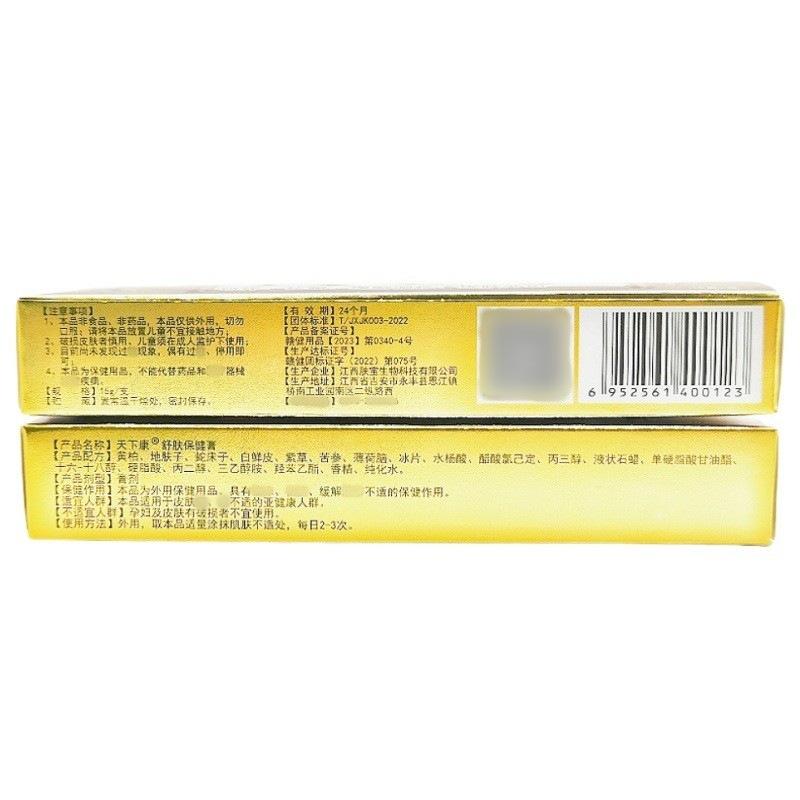 【注意事项】
1、本品非食品、非药品，本品仅供外用，切勿
口服；请将本品放置儿童不宜接触地方；
2、破损皮肤者慎用，儿童须在成人监护下使用；
3、目前尚未发现过 现象，偶有过 ，停用即
可；
4、本品为保健用品，不能代替药品和 器械
疾病。
【规 格】15g/支
【贮 藏】置常温干燥处，密封保存。
【有 效 期】24个月
【团体标准】T/JXJK003-2022
【产品备案证号】
赣健用品【2023】第0340-4号
【生产达标证号】
赣健国标证字（2022）第075号
【生产企业】江西肤宝生物科技有限公司
【生产地址】江西省吉安市永丰县恩江镇
桥南工业园南区二纵路西
6 952561 400123
【产品名称】天下康®舒肤保健膏
【产品配方】黄柏、地肤子、蛇床子、白鲜皮、紫草、苦参、薄荷脑、冰片、水杨酸、醋酸氯己定、丙三醇、液状石蜡、单硬脂酸甘油酯、
十六-十八醇、硬脂酸、丙二醇、三乙醇胺、羟苯乙酯、香精、纯化水。
【产品剂型】膏剂
【保健作用】本品为外用保健用品，具有 、 缓解 不适的保健作用。
【适宜人群】本品适用于皮肤 不适的亚健康人群。
【不适宜人群】孕妇及皮肤有破损者不宜使用。
【使用方法】外用，取本品适量涂抹肌肤不适处，每日2-3次。